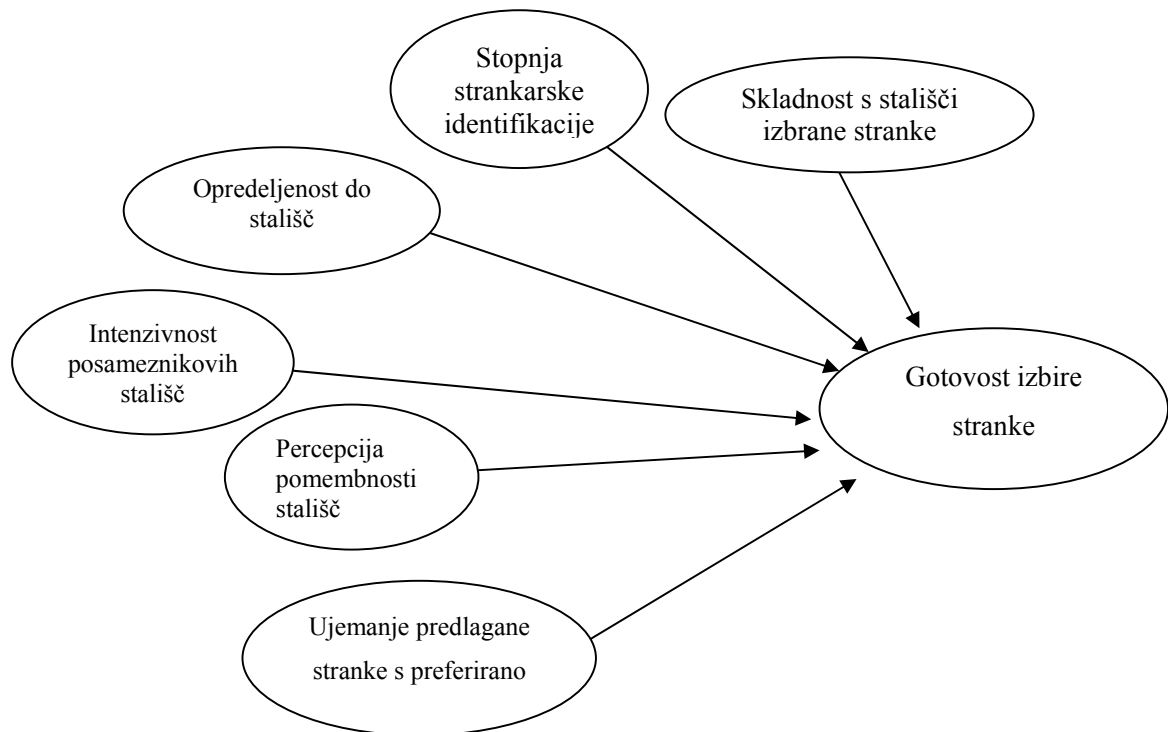 Stopnja
strankarske
identifikacije
Skladnost s stališči
izbrane stranke
Opredeljenost do
stališč
Intenzivnost
posameznikovih
stališč
Gotovost izbire
stranke
Percepcija
pomembnosti
stališč
Ujemanje predlagane
stranke s preferirano